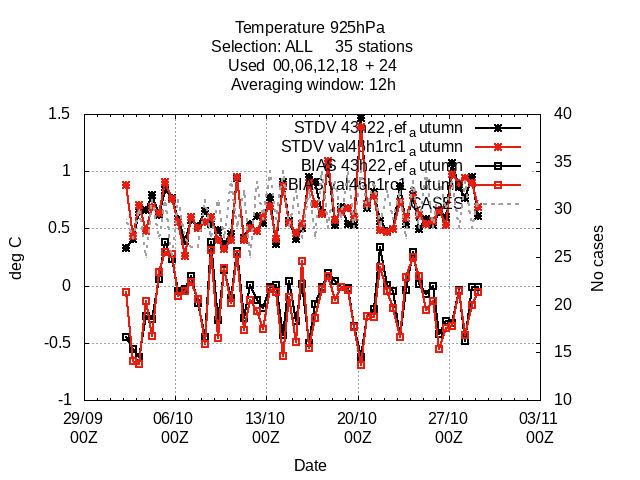 Temperature 925hPa
Selection: ALL 35 stations
Used 00,06,12,18 + 24
Averaging window: 12h
STDV 43h22_ref_autumn
STDV val46h1rc1_autumn
BIAS 43h22_ref_autumn
BIAS val46h1rc1_autumn
CASES
1.5
1
0.5
0
-0.5
-1
40
35
30
25
20
15
10
deg C
No cases
29/09 06/10 13/10 20/10 27/10 03/11
00Z 00Z 00Z 00Z 00Z 00Z
Date